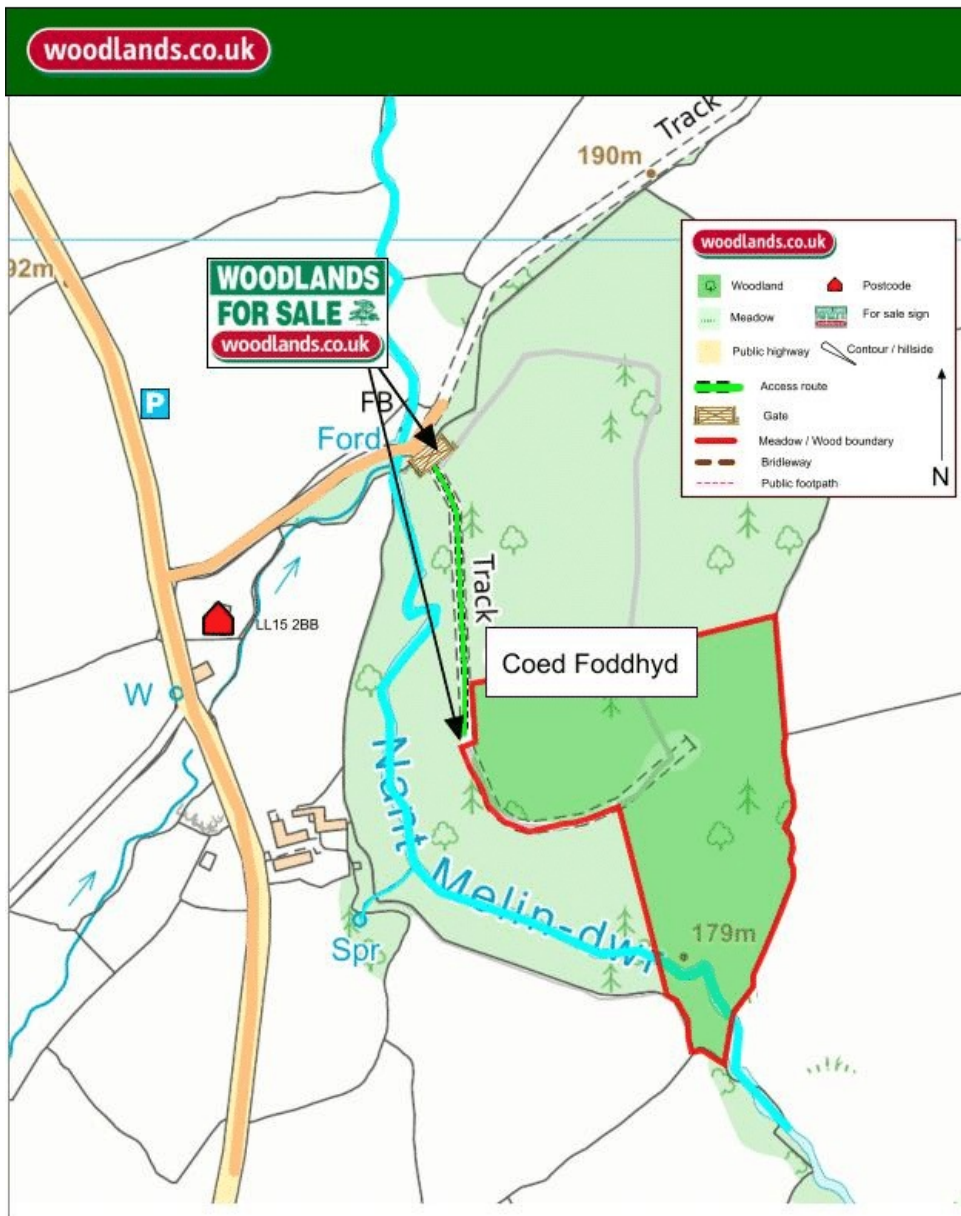 woodlands.co.uk
Track
190m
92m
WOODLANDS
FOR SALE
woodlands.co.uk
woodlands.co.uk
Woodland
Postcode
Meadow
For sale sign
Public highway
Contour / hillside
Access route
Gate
Meadow / Wood boundary
Bridleway
Public footpath
N
P
FB
Ford
Track
LL15 2BB
Coed Foddhyd
W
Nant Melin-dwr
179m
Spr